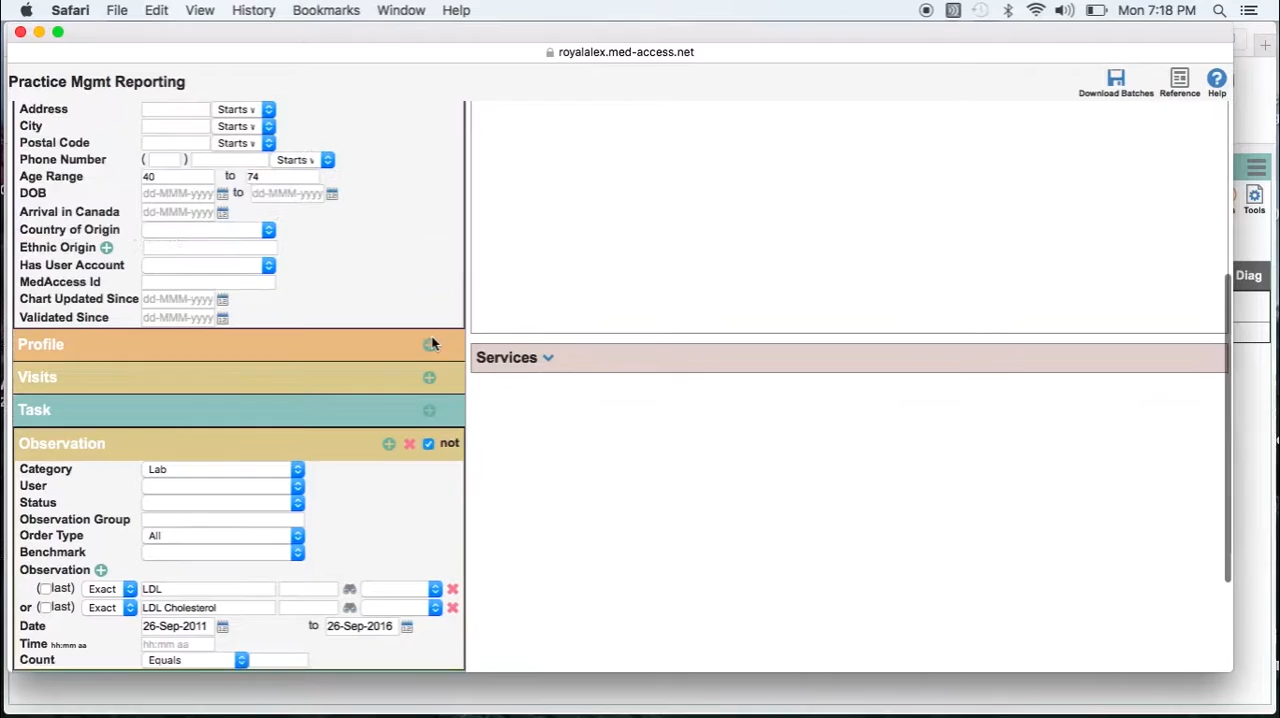 Safari File Edit View History Bookmarks Window Help Mon 7:18 PM
royalalex.med-access.net
Practice Mgmt Reporting
Download Batches Reference Help
Address Starts
City Starts
Postal Code Starts
Phone Number ( ) Starts
Age Range 40 to 74
DOB dd-MMM-yyyy to dd-MMM-yyyy
Arrival in Canada dd-MMM-yyyy
Country of Origin
Ethnic Origin
Has User Account
MedAccess Id
Chart Updated Since dd-MMM-yyyy
Validated Since dd-MMM-yyyy
Profile
Visits
Task
Observation not
Category Lab
User
Status
Observation Group
Order Type All
Benchmark
Observation
( last) Exact LDL
or ( last) Exact LDL Cholesterol
Date 26-Sep-2011 to 26-Sep-2016
Time hh:mm aa hh:mm aa
Count Equals
Services
Tools
Diag